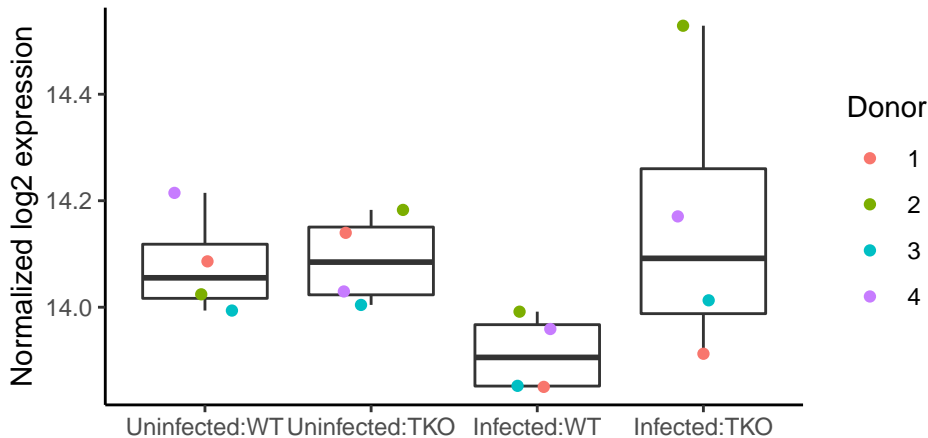 Normalized log2 expression
14.4
14.2
14.0
Uninfected:WT Uninfected:TKO Infected:WT Infected:TKO
Donor
1
2
3
4